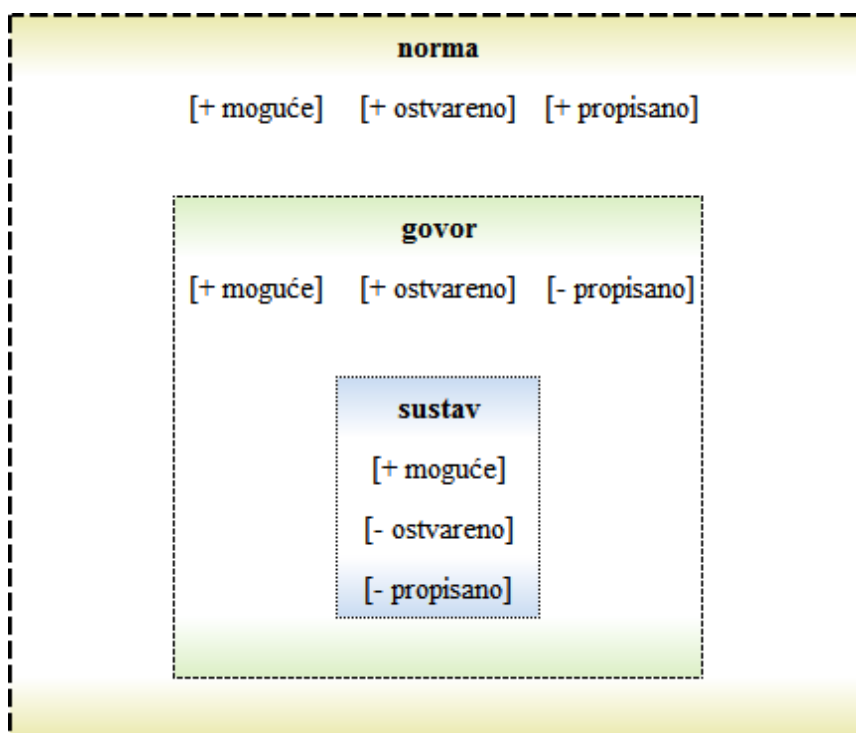 norma
[+ moguće] [+ ostvareno] [+ propisano]
govor
[+ moguće] [+ ostvareno] [- propisano]
sustav
[+ moguće]
[- ostvareno]
[- propisano]